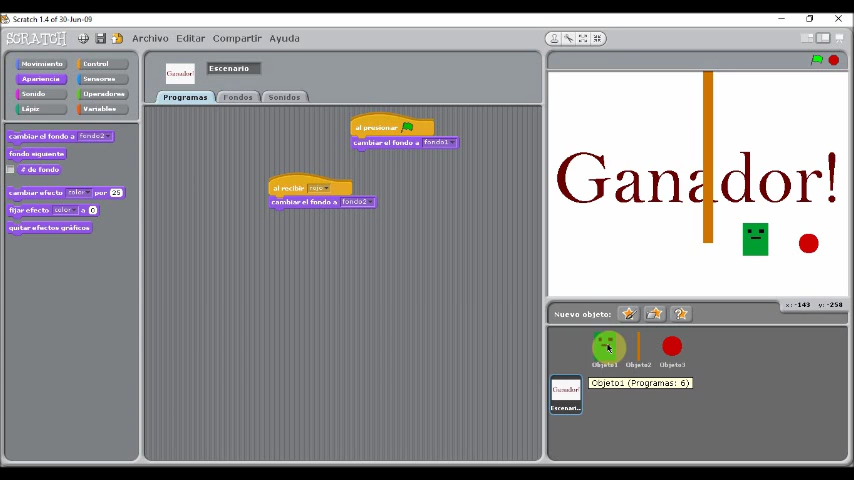 Scratch 1.4 of 30-Jun-09
SCRATCH
Archivo
Editar
Compartir
Ayuda
Movimiento
Control
Apariencia
Sensores
Sonido
Operadores
Lápiz
Variables
cambiar el fondo a fondo2
fondo siguiente
# de fondo
cambiar efecto color por 25
fijar efecto color a 0
quitar efectos gráficos
Ganador!
Escenario
Programas
Fondos
Sonidos
al presionar
cambiar el fondo a fondo1
al recibir rojo
cambiar el fondo a fondo2
Ganador!
x: -143 y: -258
Nuevo objeto:
Objeto1
Objeto2
Objeto3
Objeto1 (Programas: 6)
Ganador!
Escenari...